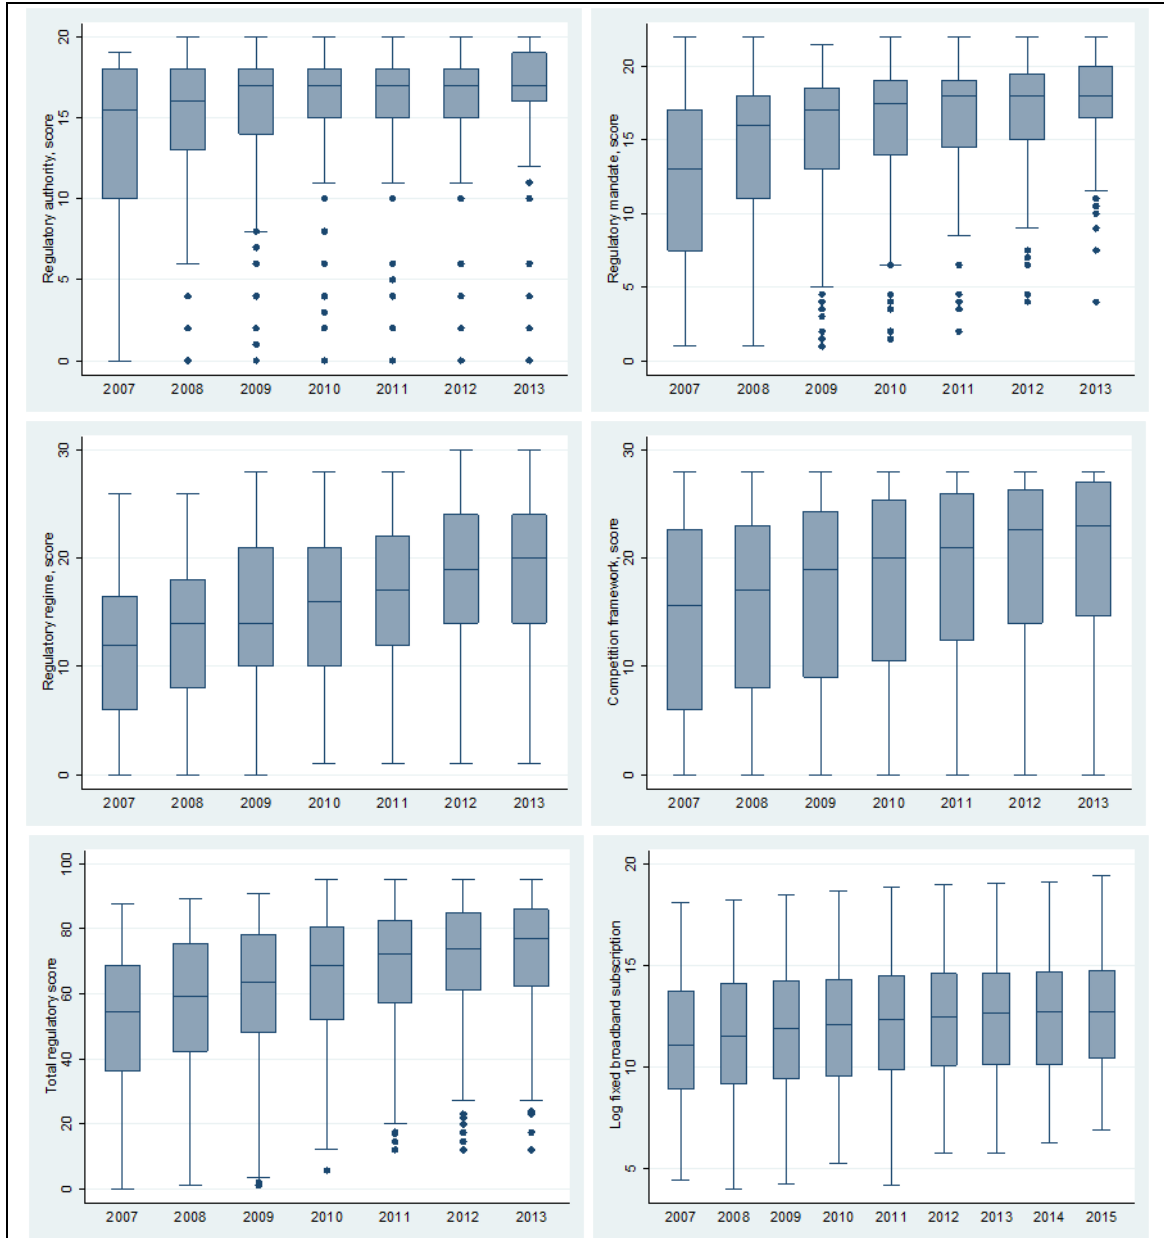 Regulatory authority, score
20
15
10
5
0
2007 2008 2009 2010 2011 2012 2013
Regulatory mandate, score
20
15
10
5
0
2007 2008 2009 2010 2011 2012 2013
Regulatory regime, score
30
20
10
0
2007 2008 2009 2010 2011 2012 2013
Competition framework, score
30
20
10
0
2007 2008 2009 2010 2011 2012 2013
Total regulatory score
100
80
60
40
20
0
2007 2008 2009 2010 2011 2012 2013
Log fixed broadband subscription
20
15
10
5
2007 2008 2009 2010 2011 2012 2013 2014 2015